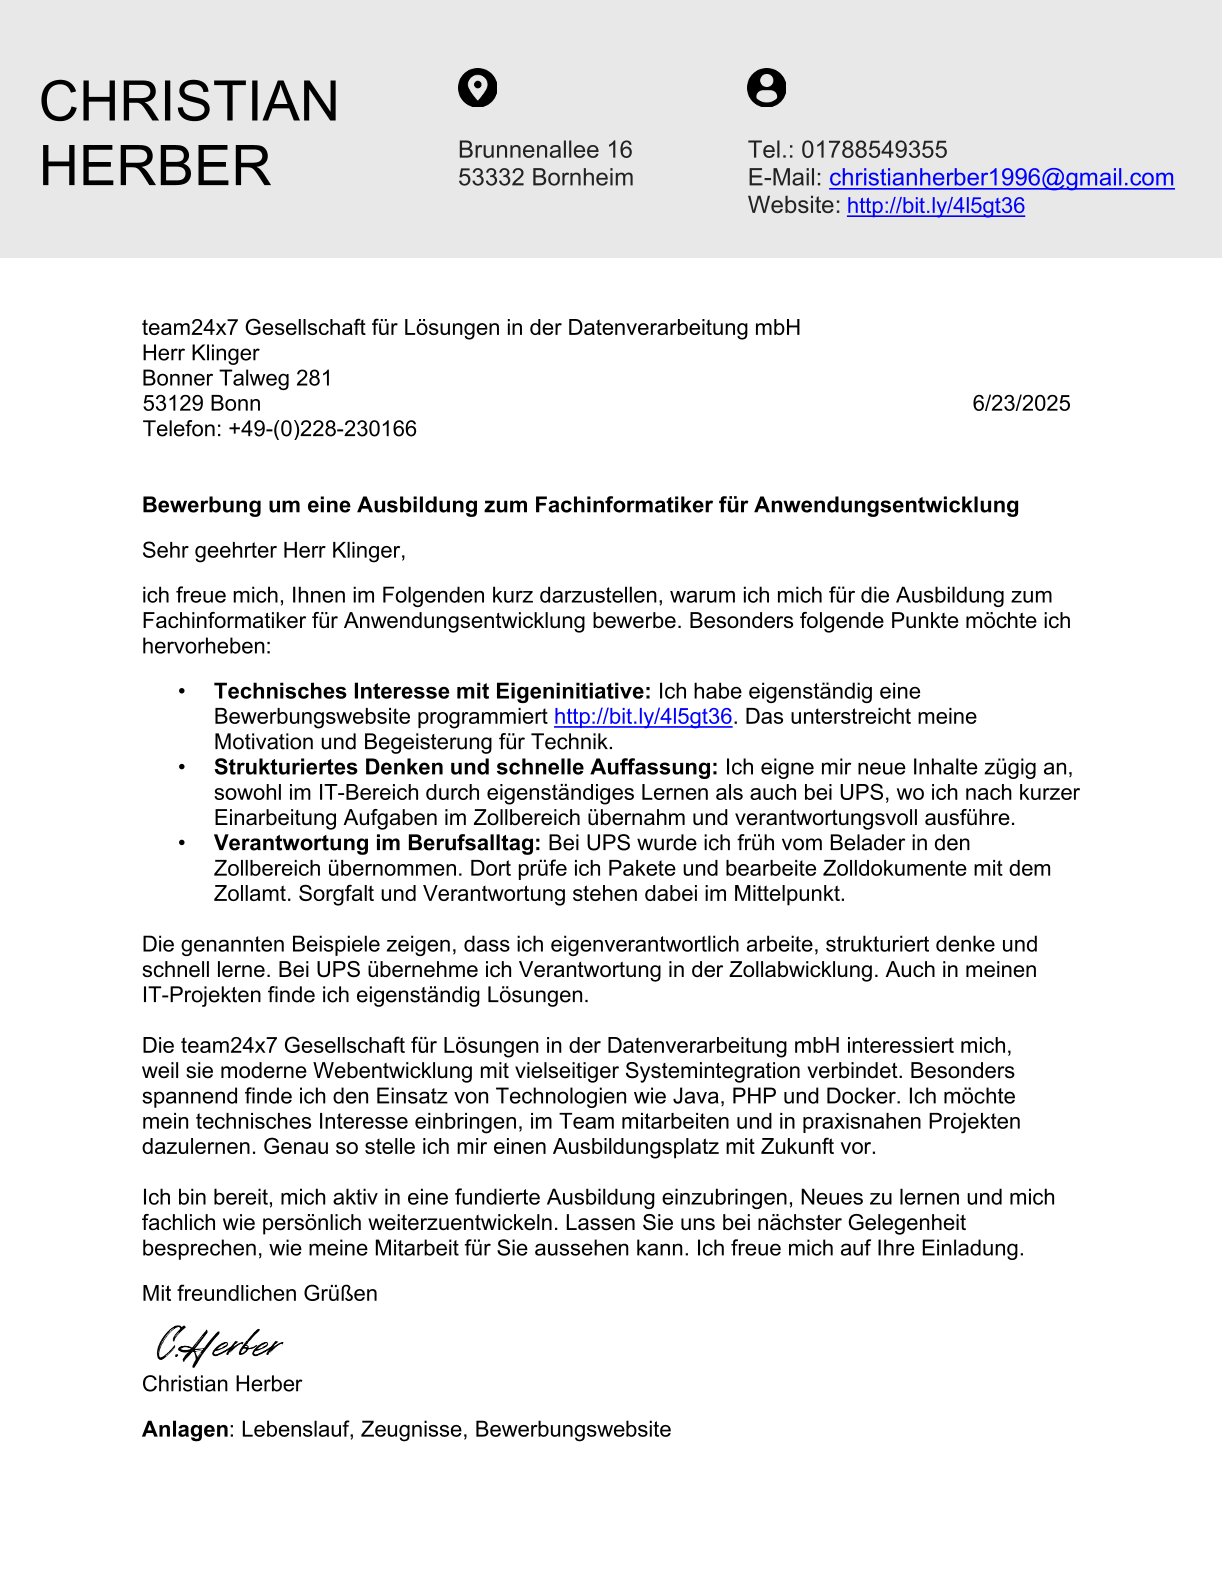 CHRISTIAN
HERBER
Brunnenallee 16
53332 Bornheim
Tel.: 01788549355
E-Mail: christianherber1996@gmail.com
Website: http://bit.ly/4l5gt36
team24x7 Gesellschaft für Lösungen in der Datenverarbeitung mbH
Herr Klinger
Bonner Talweg 281
53129 Bonn 6/23/2025
Telefon: +49-(0)228-230166
Bewerbung um eine Ausbildung zum Fachinformatiker für Anwendungsentwicklung
Sehr geehrter Herr Klinger,
ich freue mich, Ihnen im Folgenden kurz darzustellen, warum ich mich für die Ausbildung zum
Fachinformatiker für Anwendungsentwicklung bewerbe. Besonders folgende Punkte möchte ich
hervorheben:
• Technisches Interesse mit Eigeninitiative: Ich habe eigenständig eine
Bewerbungswebsite programmiert http://bit.ly/4l5gt36. Das unterstreicht meine
Motivation und Begeisterung für Technik.
• Strukturiertes Denken und schnelle Auffassung: Ich eigne mir neue Inhalte zügig an,
sowohl im IT-Bereich durch eigenständiges Lernen als auch bei UPS, wo ich nach kurzer
Einarbeitung Aufgaben im Zollbereich übernahm und verantwortungsvoll ausführe.
• Verantwortung im Berufsalltag: Bei UPS wurde ich früh vom Belader in den
Zollbereich übernommen. Dort prüfe ich Pakete und bearbeite Zolldokumente mit dem
Zollamt. Sorgfalt und Verantwortung stehen dabei im Mittelpunkt.
Die genannten Beispiele zeigen, dass ich eigenverantwortlich arbeite, strukturiert denke und
schnell lerne. Bei UPS übernehme ich Verantwortung in der Zollabwicklung. Auch in meinen
IT-Projekten finde ich eigenständig Lösungen.
Die team24x7 Gesellschaft für Lösungen in der Datenverarbeitung mbH interessiert mich,
weil sie moderne Webentwicklung mit vielseitiger Systemintegration verbindet. Besonders
spannend finde ich den Einsatz von Technologien wie Java, PHP und Docker. Ich möchte
mein technisches Interesse einbringen, im Team mitarbeiten und in praxisnahen Projekten
dazulernen. Genau so stelle ich mir einen Ausbildungsplatz mit Zukunft vor.
Ich bin bereit, mich aktiv in eine fundierte Ausbildung einzubringen, Neues zu lernen und mich
fachlich wie persönlich weiterzuentwickeln. Lassen Sie uns bei nächster Gelegenheit
besprechen, wie meine Mitarbeit für Sie aussehen kann. Ich freue mich auf Ihre Einladung.
Mit freundlichen Grüßen
C.Herber
Christian Herber
Anlagen: Lebenslauf, Zeugnisse, Bewerbungswebsite